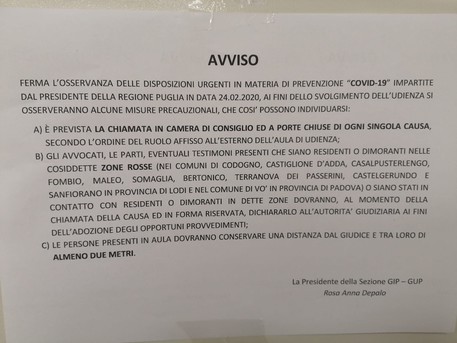 AVVISO
FERMA L'OSSERVANZA DELLE DISPOSIZIONI URGENTI IN MATERIA DI PREVENZIONE "COVID-19" IMPARTITE
DAL PRESIDENTE DELLA REGIONE PUGLIA IN DATA 24.02.2020, AI FINI DELLO SVOLGIMENTO DELL'UDIENZA SI
OSSERVERANNO ALCUNE MISURE PRECAUZIONALI, CHE COSI' POSSONO INDIVIDUARSI:
A) È PREVISTA LA CHIAMATA IN CAMERA DI CONSIGLIO ED A PORTE CHIUSE DI OGNI SINGOLA CAUSA,
SECONDO L'ORDINE DEL RUOLO AFFISSO ALL'ESTERNO DELL'AULA DI UDIENZA;
B) GLI AVVOCATI, LE PARTI, EVENTUALI TESTIMONI PRESENTI CHE SIANO RESIDENTI O DIMORANTI NELLE
COSIDDETTE ZONE ROSSE (NEI COMUNI DI CODOGNO, CASTIGLIONE D'ADDA, CASALPUSTERLENGO,
FOMBIO, MALEO, SOMAGLIA, BERTONICO, TERRANOVA DEI PASSERINI, CASTELGERUNDO E
SANFIORANO IN PROVINCIA DI LODI E NEL COMUNE DI VO' IN PROVINCIA DI PADOVA) O SIANO STATI IN
CONTATTO CON RESIDENTI O DIMORANTI IN DETTE ZONE DOVRANNO, AL MOMENTO DELLA
CHIAMATA DELLA CAUSA ED IN FORMA RISERVATA, DICHIARARLO ALL'AUTORITA' GIUDIZIARIA AI FINI
DELL'ADOZIONE DEGLI OPPORTUNI PROVVEDIMENTI;
C) LE PERSONE PRESENTI IN AULA DOVRANNO CONSERVARE UNA DISTANZA DAL GIUDICE E TRA LORO DI
ALMENO DUE METRI.
La Presidente della Sezione GIP – GUP
Rosa Anna Depalo